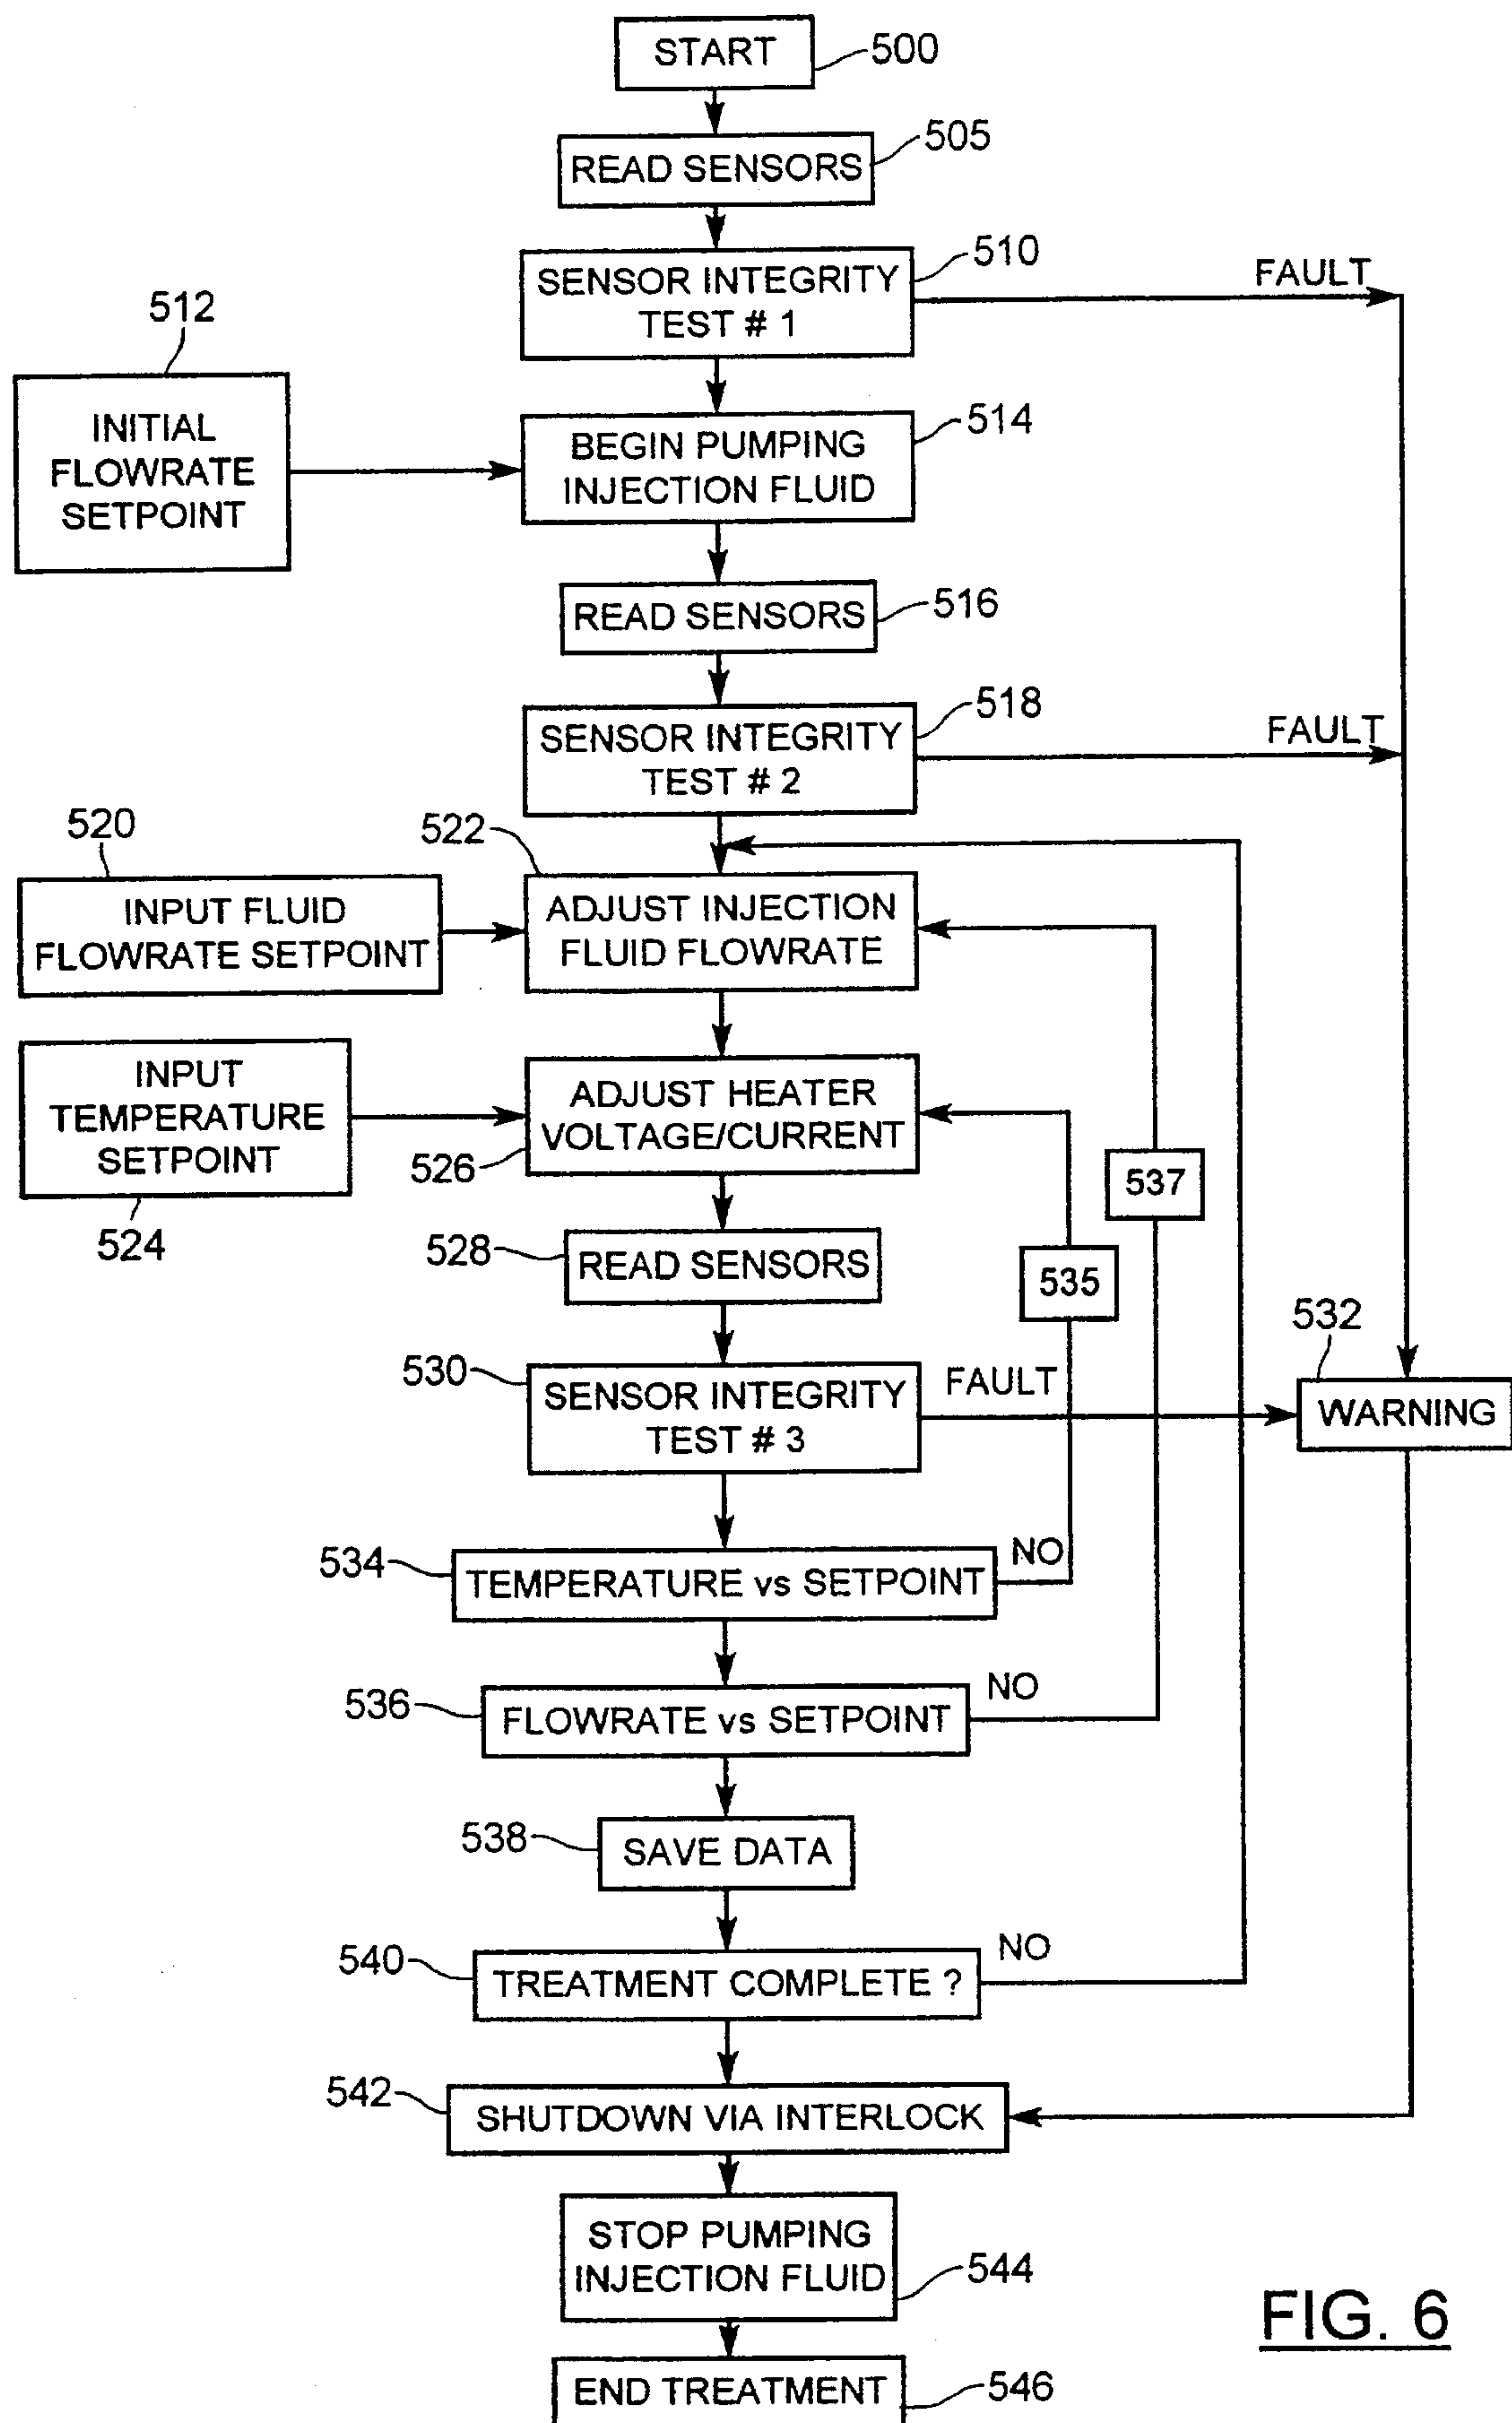 START
500
READ SENSORS
505
SENSOR INTEGRITY
TEST # 1
510
FAULT
512
INITIAL
FLOWRATE
SETPOINT
BEGIN PUMPING
INJECTION FLUID
514
READ SENSORS
516
SENSOR INTEGRITY
TEST # 2
518
FAULT
520
INPUT FLUID
FLOWRATE SETPOINT
522
ADJUST INJECTION
FLUID FLOWRATE
INPUT
TEMPERATURE
SETPOINT
524
ADJUST HEATER
VOLTAGE/CURRENT
526
537
528
READ SENSORS
535
532
WARNING
530
SENSOR INTEGRITY
TEST # 3
FAULT
534
TEMPERATURE vs SETPOINT
NO
536
FLOWRATE vs SETPOINT
NO
538
SAVE DATA
540
TREATMENT COMPLETE ?
NO
542
SHUTDOWN VIA INTERLOCK
STOP PUMPING
INJECTION FLUID
544
END TREATMENT
546
FIG. 6